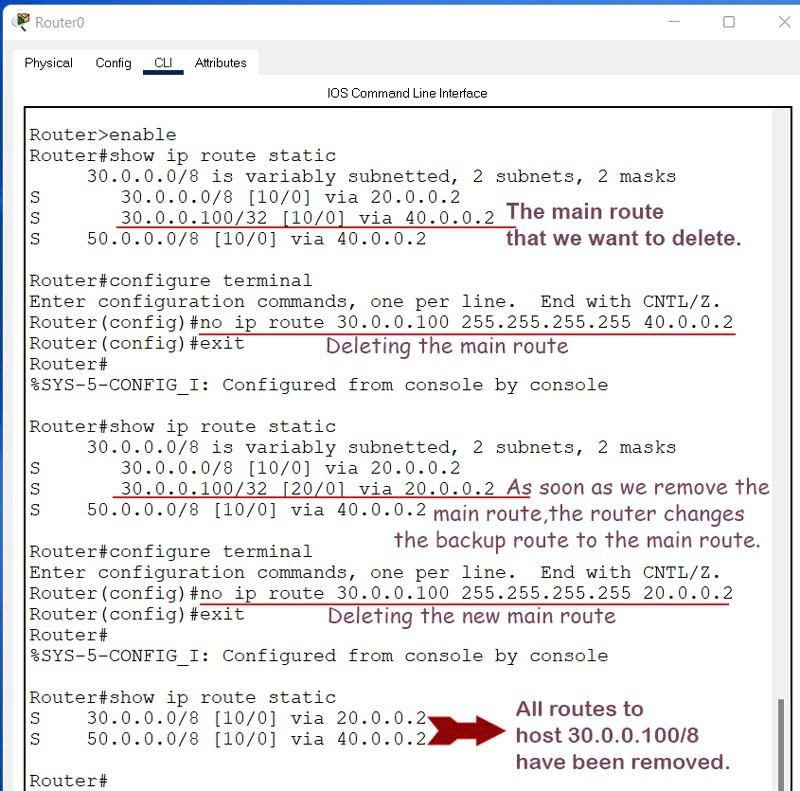 Router0
Physical Config CLI Attributes
IOS Command Line Interface
Router>enable
Router#show ip route static
30.0.0.0/8 is variably subnetted, 2 subnets, 2 masks
S 30.0.0.0/8 [10/0] via 20.0.0.2
S 30.0.0.100/32 [10/0] via 40.0.0.2
S 50.0.0.0/8 [10/0] via 40.0.0.2
The main route
that we want to delete.
Router#configure terminal
Enter configuration commands, one per line. End with CNTL/Z.
Router(config)#no ip route 30.0.0.100 255.255.255.255 40.0.0.2
Router(config)#exit
Deleting the main route
Router#
%SYS-5-CONFIG_I: Configured from console by console
Router#show ip route static
30.0.0.0/8 is variably subnetted, 2 subnets, 2 masks
S 30.0.0.0/8 [10/0] via 20.0.0.2
S 30.0.0.100/32 [20/0] via 20.0.0.2
S 50.0.0.0/8 [10/0] via 40.0.0.2
As soon as we remove the
main route,the router changes
the backup route to the main route.
Router#configure terminal
Enter configuration commands, one per line. End with CNTL/Z.
Router(config)#no ip route 30.0.0.100 255.255.255.255 20.0.0.2
Router(config)#exit
Deleting the new main route
Router#
%SYS-5-CONFIG_I: Configured from console by console
Router#show ip route static
S 30.0.0.0/8 [10/0] via 20.0.0.2
S 50.0.0.0/8 [10/0] via 40.0.0.2
All routes to
host 30.0.0.100/8
have been removed.
Router#